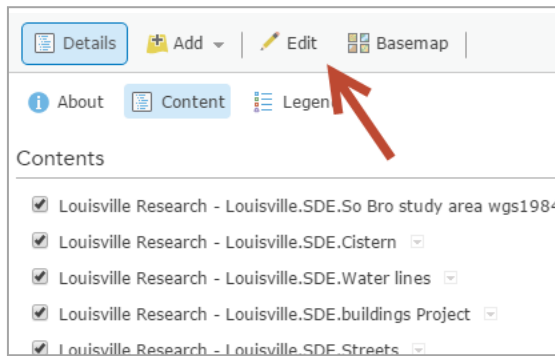 Details Add Edit Basemap
About Content Legen
Contents
Louisville Research - Louisville.SDE.So Bro study area wgs1984
Louisville Research - Louisville.SDE.Cistern
Louisville Research - Louisville.SDE.Water lines
Louisville Research - Louisville.SDE.buildings Project
Louisville Research - Louisville.SDE.Streets